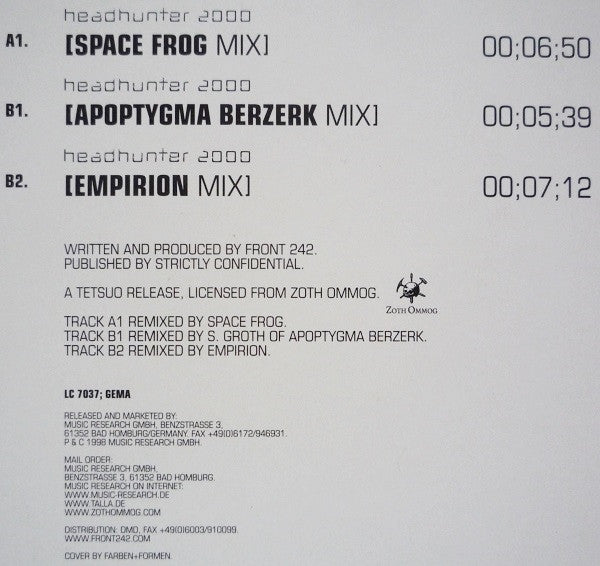 headhunter 2000
A1. [SPACE FROG MIX] 00;06;50
headhunter 2000
B1. [APOPTYGMA BERZERK MIX] 00;05;39
headhunter 2000
B2. [EMPIRION MIX] 00;07;12
WRITTEN AND PRODUCED BY FRONT 242.
PUBLISHED BY STRICTLY CONFIDENTIAL.
A TETSUO RELEASE, LICENSED FROM ZOTH OMMOG.
ZOTH OMMOG
TRACK A1 REMIXED BY SPACE FROG.
TRACK B1 REMIXED BY S. GROTH OF APOPTYGMA BERZERK.
TRACK B2 REMIXED BY EMPIRION.
LC 7037; GEMA
RELEASED AND MARKETED BY:
MUSIC RESEARCH GMBH, BENZSTRASSE 3,
61352 BAD HOMBURG/GERMANY. FAX +49(0)6172/946931.
P & C 1998 MUSIC RESEARCH GMBH.
MAIL ORDER:
MUSIC RESEARCH GMBH,
BENZSTRASSE 3, 61352 BAD HOMBURG.
MUSIC RESEARCH ON INTERNET:
WWW.MUSIC-RESEARCH.DE
WWW.TALLA.DE
WWW.ZOTHOMMOG.COM
DISTRIBUTION: DMD, FAX +49(0)6003/910099.
WWW.FRONT242.COM
COVER BY FARBEN+FORMEN.